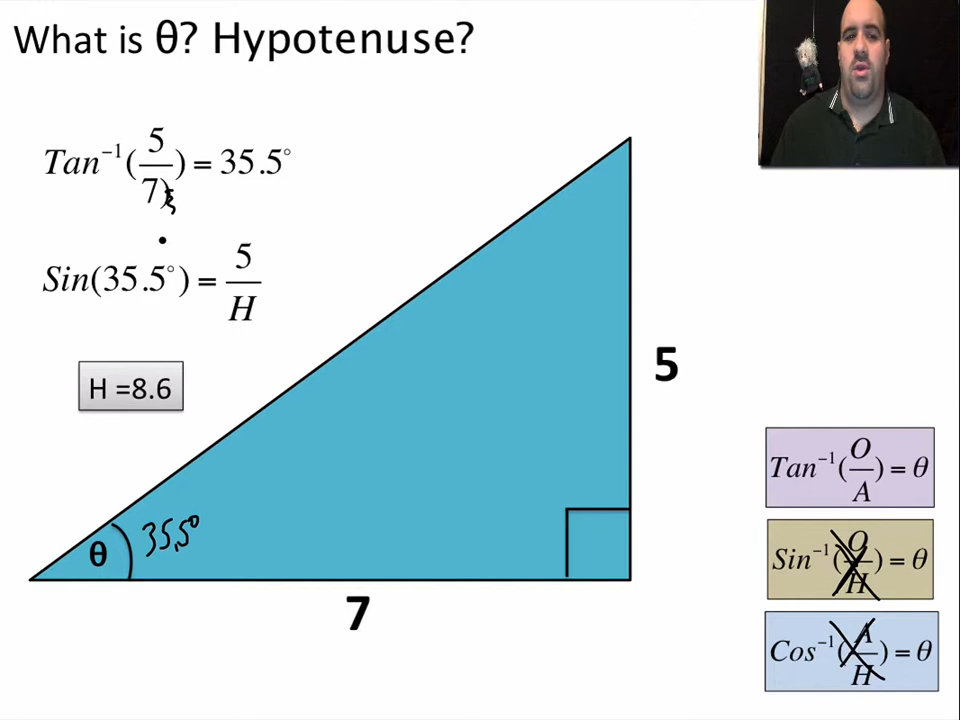 What is θ? Hypotenuse?
Tan⁻¹(5/7) = 35.5°
Sin(35.5°) = 5/H
H =8.6
5
Tan⁻¹(O/A) = θ
Sin⁻¹(O/H) = θ
Cos⁻¹(A/H) = θ
θ 35.5°
7